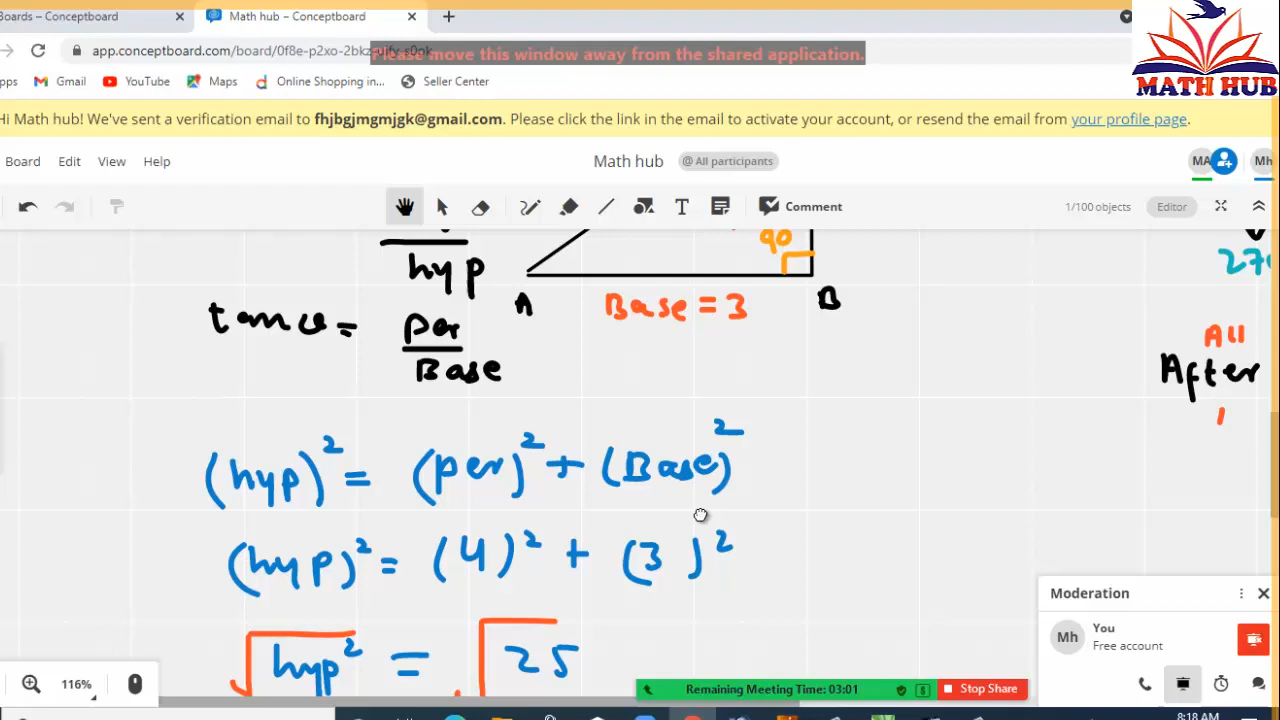 Boards – Conceptboard
Math hub – Conceptboard
app.conceptboard.com/board/0f8e-p2xo-2bkz
Please move this window away from the shared application.
MATH HUB
Gmail
YouTube
Maps
Online Shopping in...
Seller Center
Hi Math hub! We've sent a verification email to fhjbgjmgmjgk@gmail.com. Please click the link in the email to activate your account, or resend the email from your profile page.
Board Edit View Help
Math hub
@ All participants
MA
Mh
T
Comment
1/100 objects
Editor
hyp
90
A
Base = 3
B
per
Base
All
After
1
(hyp)² = (per)² + (Base)²
(hyp)² = (4)² + (3)²
√hyp² = √25
Moderation
Mh
You
Free account
116%
Remaining Meeting Time: 03:01
Stop Share
8:18 AM